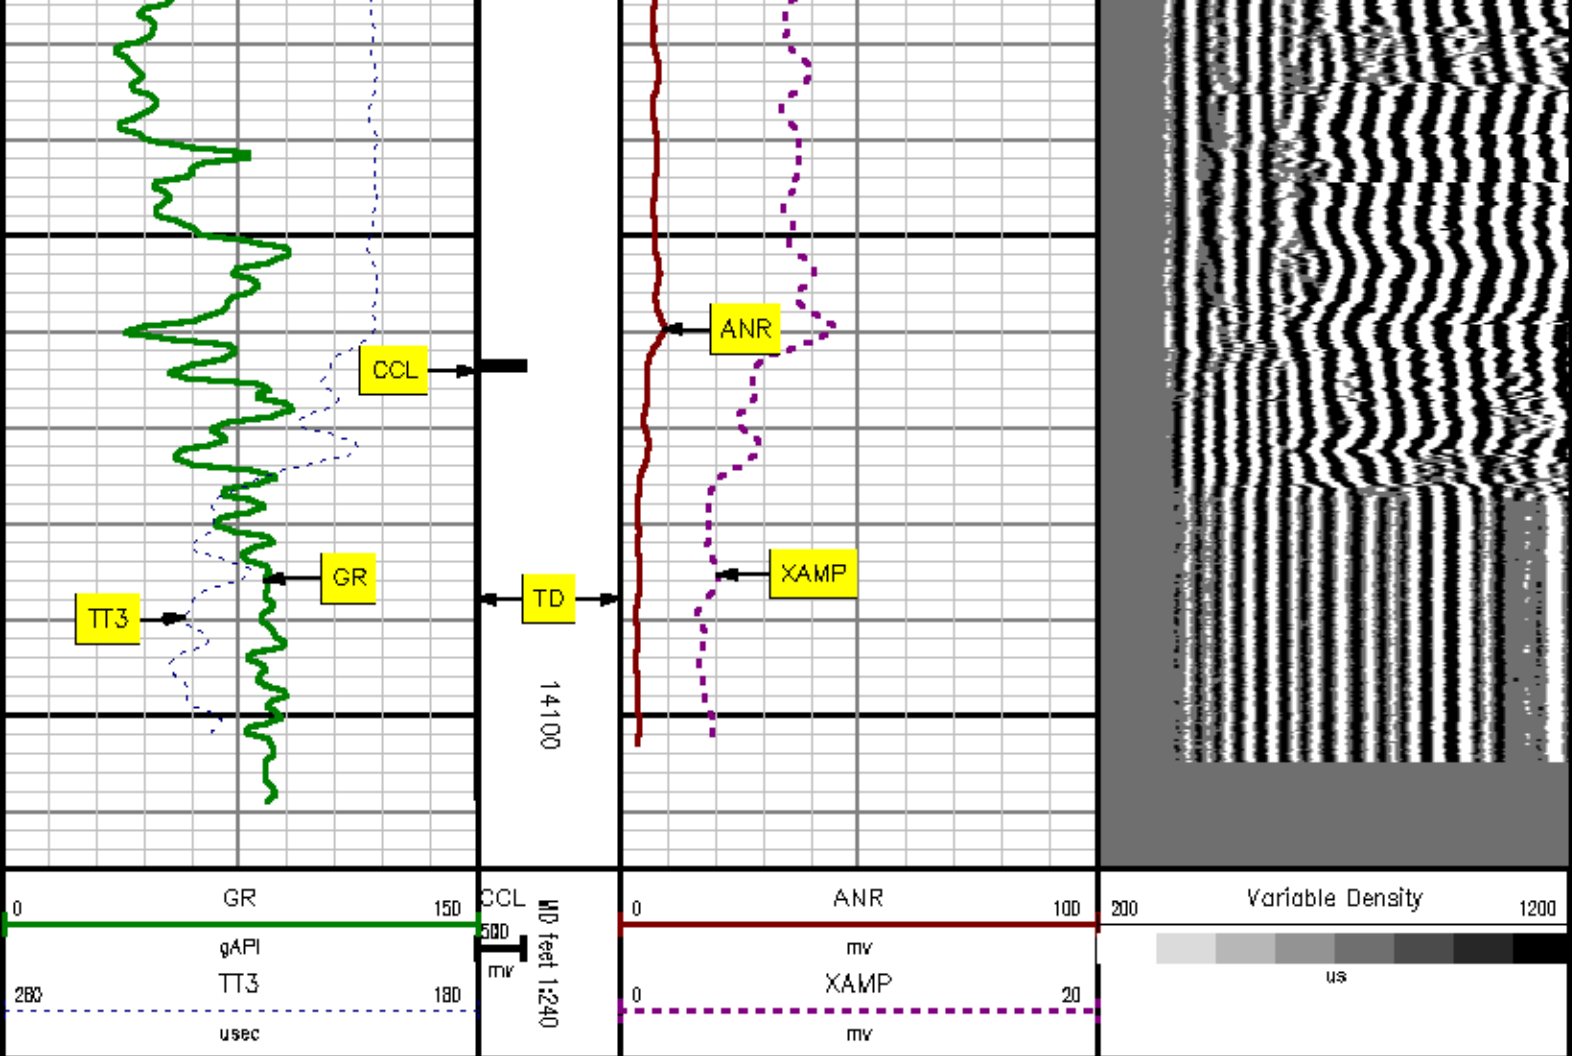 ANR
CCL
XAMP
GR
TD
TT3
14100
GR
0 150
gAPI
TT3
280 180
usec
CCL
500
mv
MD feet 1:240
ANR
0 100
mv
XAMP
0 20
mv
Variable Density
200 1200
us